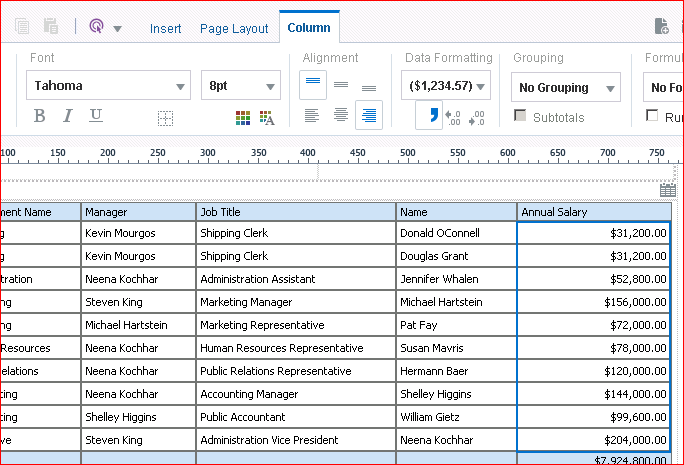 Insert Page Layout Column
Font Alignment Data Formatting Grouping Formul
Tahoma 8pt ($1,234.57) No Grouping No Fo
B I U A , .0 .00 .00 .0 Subtotals Ru
100 150 200 250 300 350 400 450 500 550 600 650 700 750
ment Name Manager Job Title Name Annual Salary
g Kevin Mourgos Shipping Clerk Donald OConnell $31,200.00
g Kevin Mourgos Shipping Clerk Douglas Grant $31,200.00
tration Neena Kochhar Administration Assistant Jennifer Whalen $52,800.00
ng Steven King Marketing Manager Michael Hartstein $156,000.00
ng Michael Hartstein Marketing Representative Pat Fay $72,000.00
Resources Neena Kochhar Human Resources Representative Susan Mavris $78,000.00
elations Neena Kochhar Public Relations Representative Hermann Baer $120,000.00
ting Neena Kochhar Accounting Manager Shelley Higgins $144,000.00
ting Shelley Higgins Public Accountant William Gietz $99,600.00
ve Steven King Administration Vice President Neena Kochhar $204,000.00
$7,924,800.00